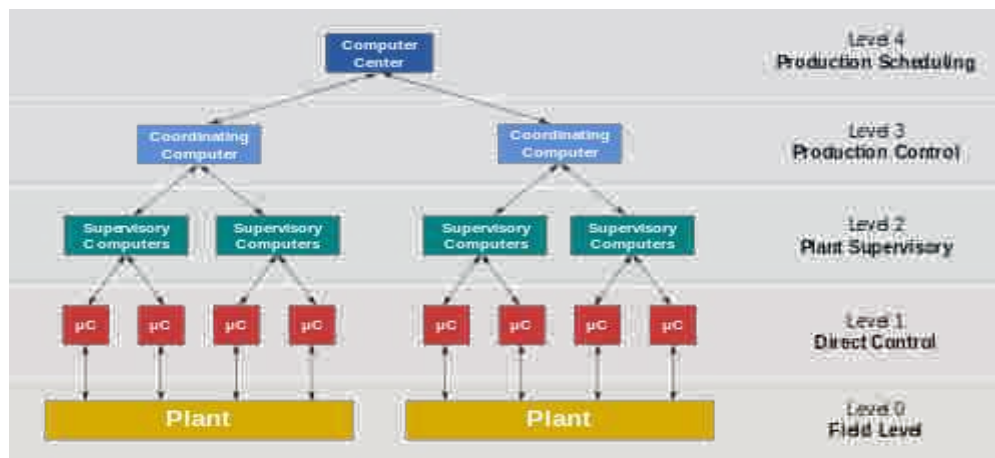 Computer
Center
Level 4
Production Scheduling
Coordinating
Computer
Coordinating
Computer
Level 3
Production Control
Supervisory
Computers
Supervisory
Computers
Supervisory
Computers
Supervisory
Computers
Level 2
Plant Supervisory
µC
µC
µC
µC
µC
µC
µC
µC
Level 1
Direct Control
Plant
Plant
Level 0
Field Level